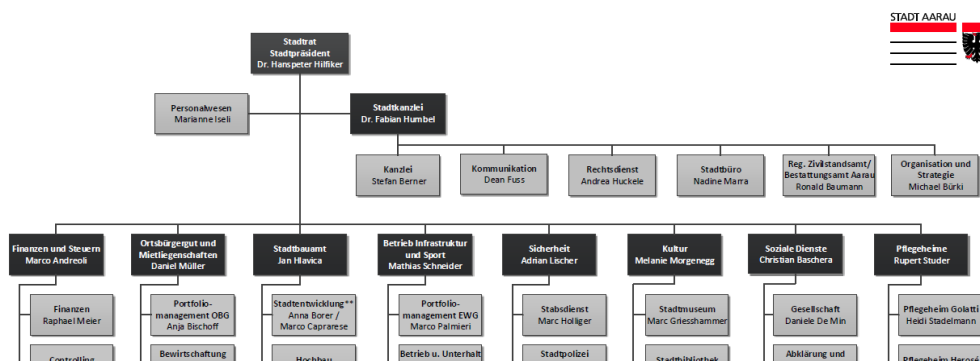 STADT AARAU
Stadtrat
Stadtpräsident
Dr. Hanspeter Hilfiker
Personalwesen
Marianne Iseli
Stadtkanzlei
Dr. Fabian Humbel
Kanzlei
Stefan Berner
Kommunikation
Dean Fuss
Rechtsdienst
Andrea Huckele
Stadtbüro
Nadine Marra
Reg. Zivilstandsamt/
Bestattungsamt Aarau
Ronald Baumann
Organisation und
Strategie
Michael Bürki
Finanzen und Steuern
Marco Andreoli
Ortsbürgergut und
Mietliegenschaften
Daniel Müller
Stadtbauamt
Jan Hlavica
Betrieb Infrastruktur
und Sport
Mathias Schneider
Sicherheit
Adrian Lischer
Kultur
Melanie Morgenegg
Soziale Dienste
Christian Baschera
Pflegeheime
Rupert Studer
Finanzen
Raphael Meier
Portfolio-
management OBG
Anja Bischoff
Stadtentwicklung**
Anna Borer /
Marco Caprarese
Portfolio-
management EWG
Marco Palmieri
Stabsdienst
Marc Holliger
Stadtmuseum
Marc Griesshammer
Gesellschaft
Daniele De Min
Pflegeheim Golatti
Heidi Stadelmann
Controlling
Bewirtschaftung
Hochbau
Betrieb u. Unterhalt
Stadtpolizei
Stadtbibliothek
Abklärung und
Pflegeheim Herosé